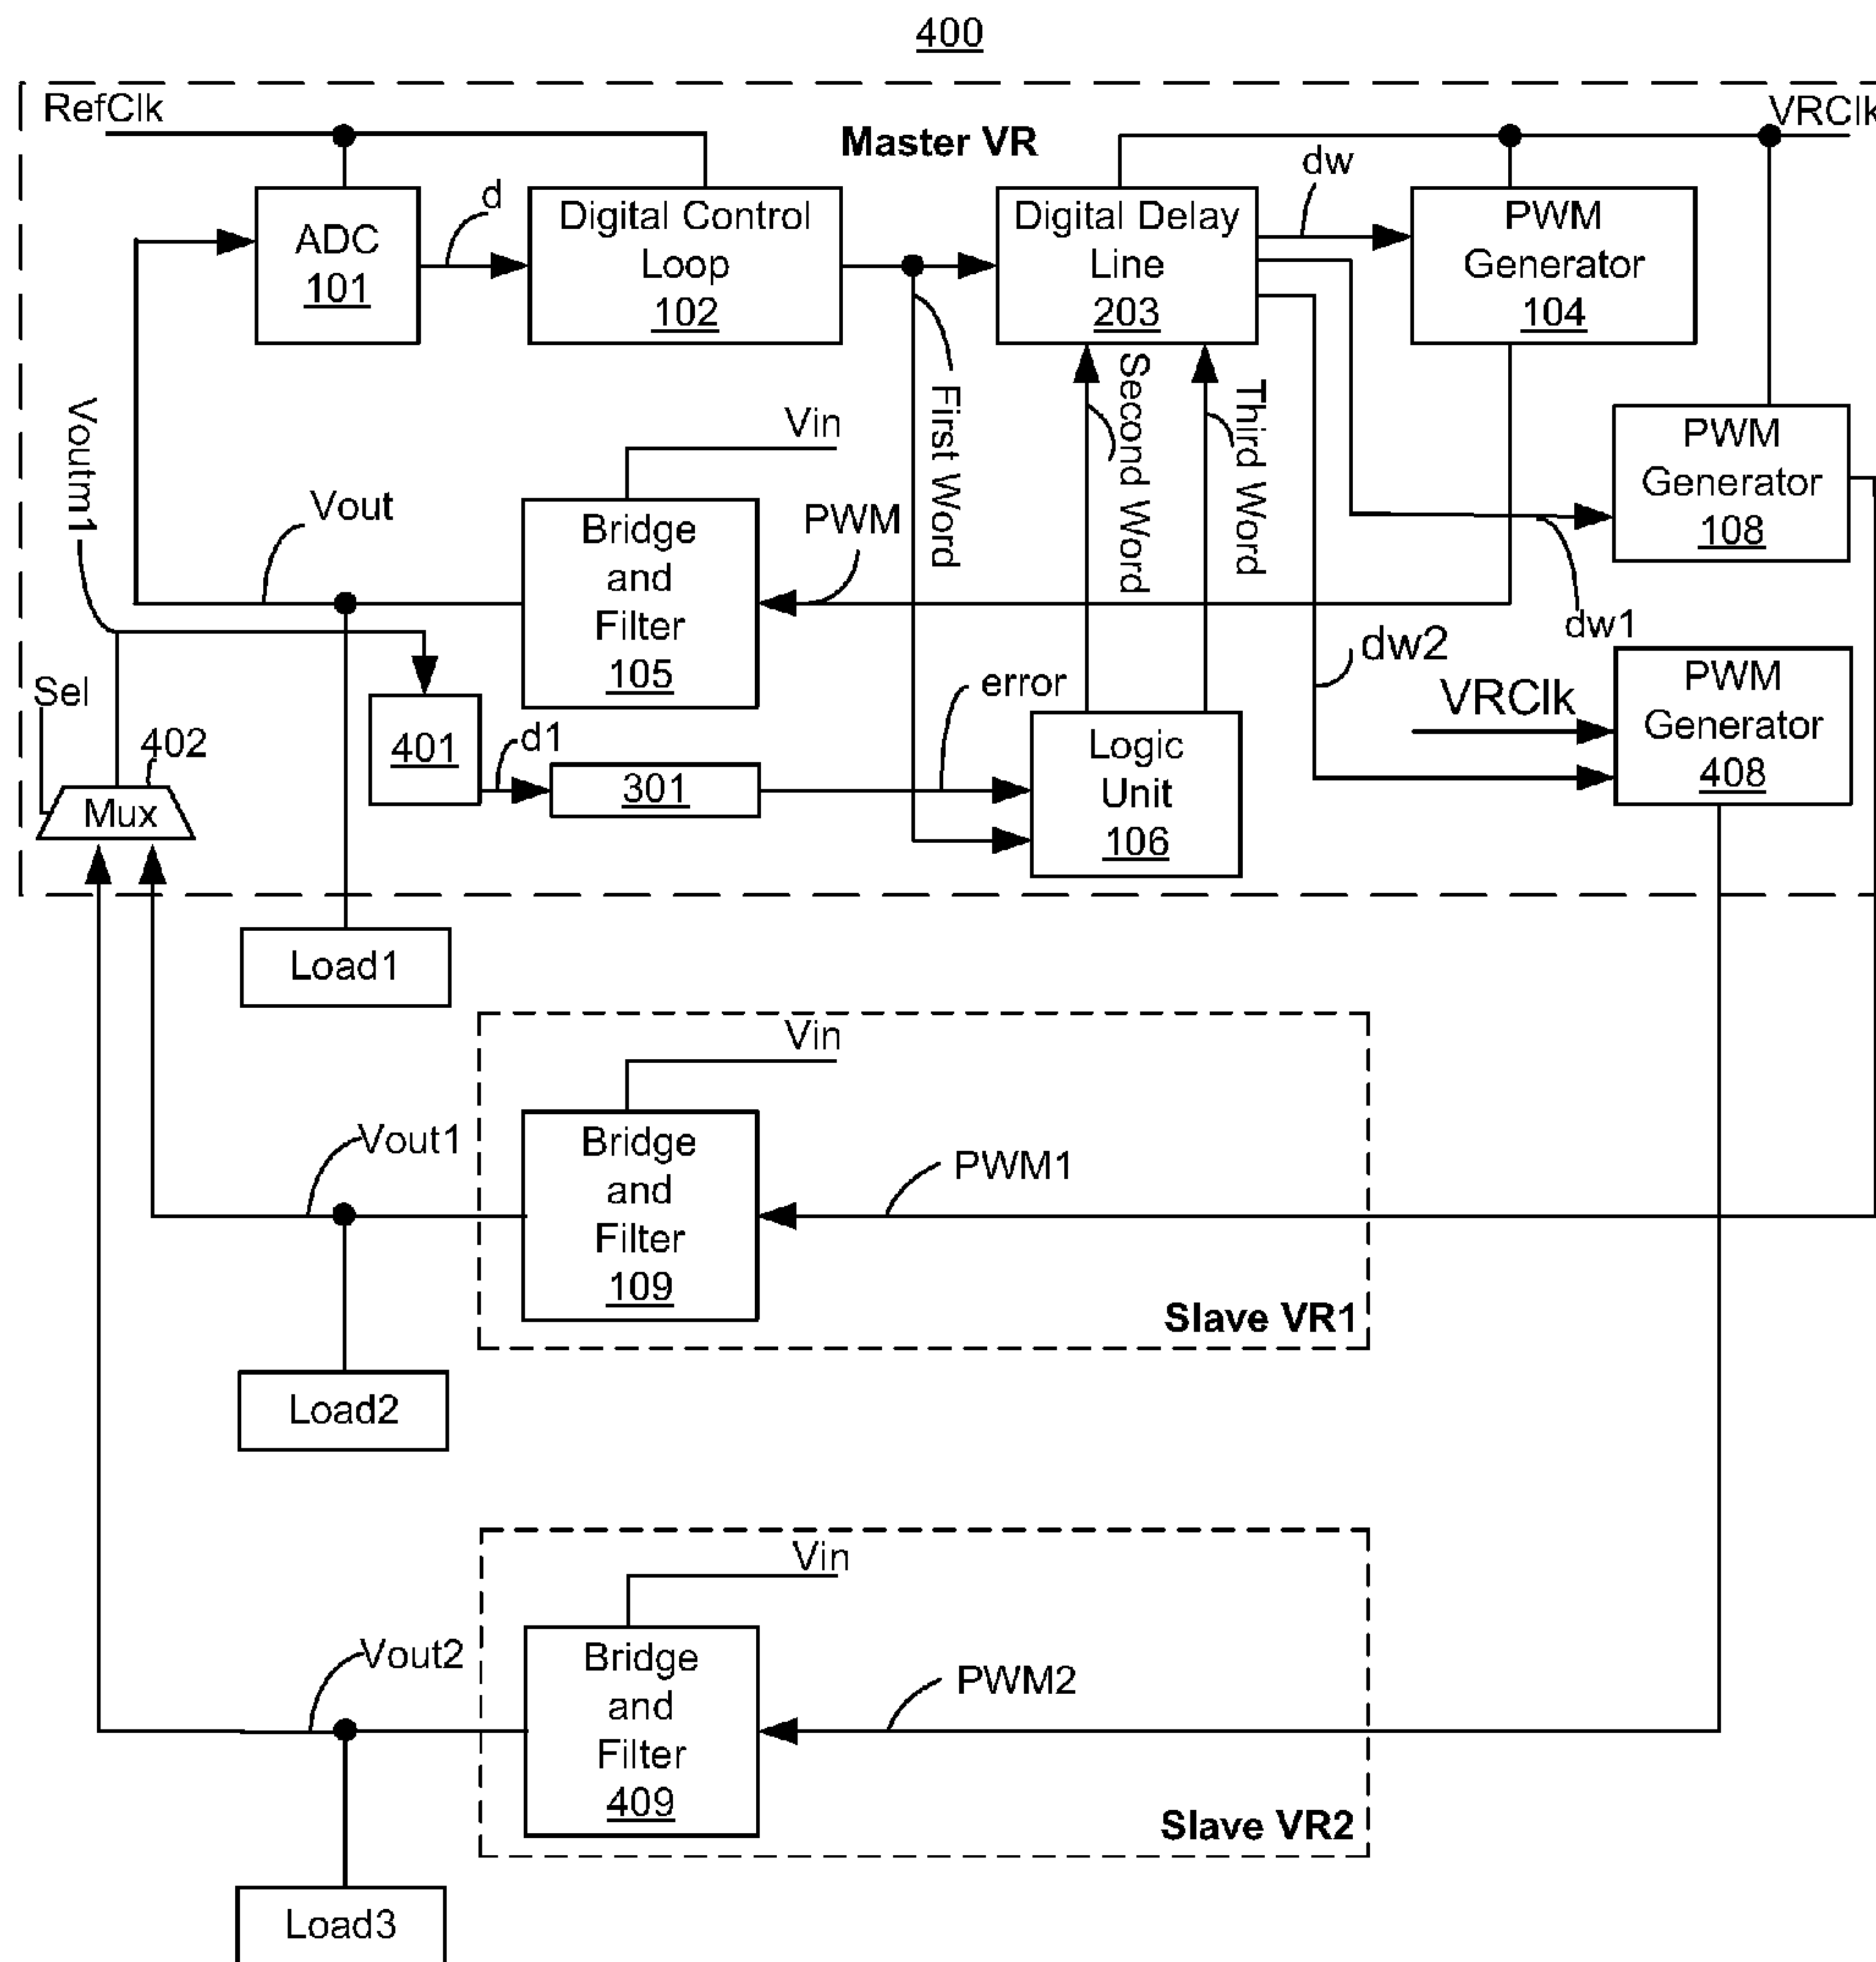 400
RefClk
Master VR
VRClk
ADC
101
d
Digital Control
Loop
102
Digital Delay
Line
203
dw
PWM
Generator
104
Voutm1
First Word
Second Word
Third Word
PWM
Generator
108
Vin
Vout
Bridge
and
Filter
105
PWM
dw1
dw2
Sel
402
Mux
401
d1
301
error
Logic
Unit
106
VRClk
PWM
Generator
408
Load1
Vin
Vout1
Bridge
and
Filter
109
PWM1
Slave VR1
Load2
Vin
Vout2
Bridge
and
Filter
409
PWM2
Slave VR2
Load3